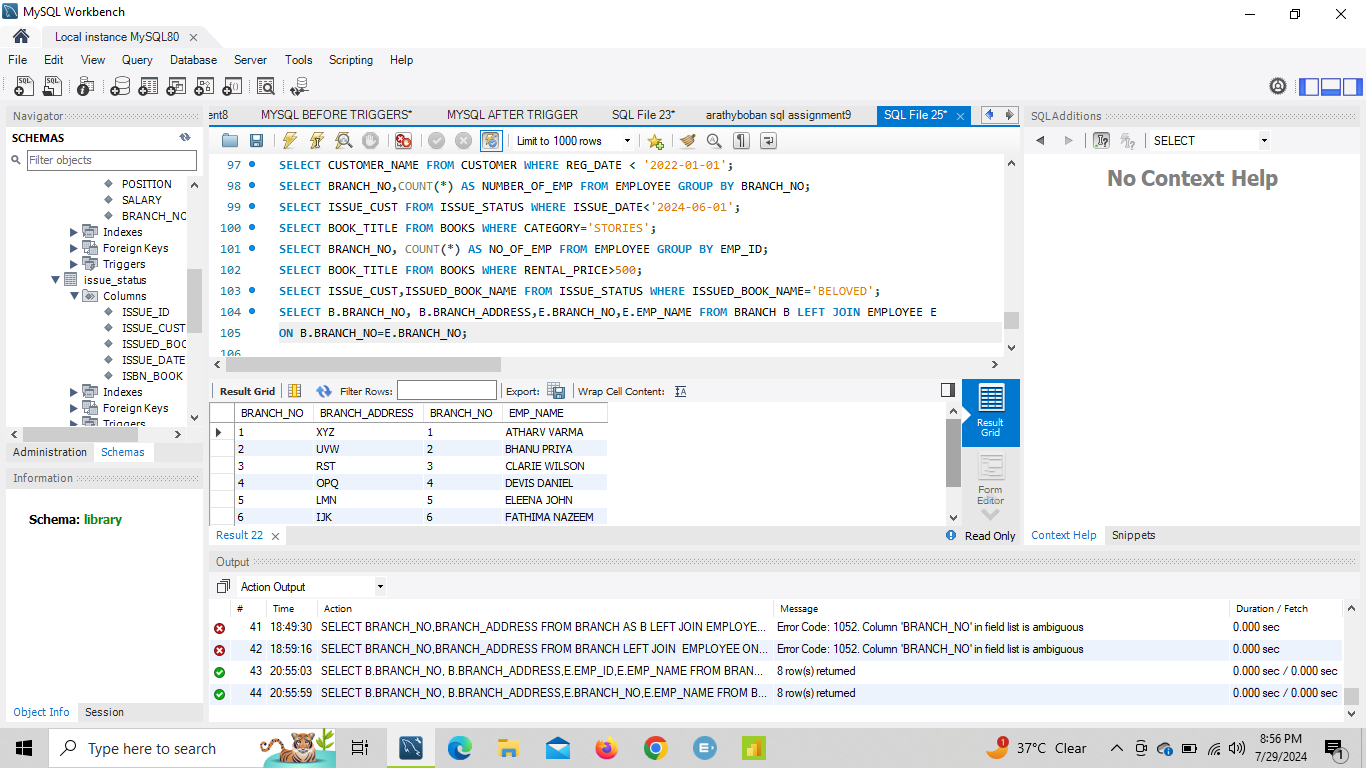 MySQL Workbench
Local instance MySQL80
File Edit View Query Database Server Tools Scripting Help
Navigator
SCHEMAS
Filter objects
POSITION
SALARY
BRANCH_NO
Indexes
Foreign Keys
Triggers
issue_status
Columns
ISSUE_ID
ISSUE_CUST
ISSUED_BOO
ISSUE_DATE
ISBN_BOOK
Indexes
Foreign Keys
Triggers
Administration Schemas
Information
Schema: library
Object Info Session
ent8 MYSQL BEFORE TRIGGERS* MYSQL AFTER TRIGGER SQL File 23* arathyboban sql assignment9 SQL File 25*
Limit to 1000 rows
97 SELECT CUSTOMER_NAME FROM CUSTOMER WHERE REG_DATE < '2022-01-01';
98 SELECT BRANCH_NO,COUNT(*) AS NUMBER_OF_EMP FROM EMPLOYEE GROUP BY BRANCH_NO;
99 SELECT ISSUE_CUST FROM ISSUE_STATUS WHERE ISSUE_DATE<'2024-06-01';
100 SELECT BOOK_TITLE FROM BOOKS WHERE CATEGORY='STORIES';
101 SELECT BRANCH_NO, COUNT(*) AS NO_OF_EMP FROM EMPLOYEE GROUP BY EMP_ID;
102 SELECT BOOK_TITLE FROM BOOKS WHERE RENTAL_PRICE>500;
103 SELECT ISSUE_CUST,ISSUED_BOOK_NAME FROM ISSUE_STATUS WHERE ISSUED_BOOK_NAME='BELOVED';
104 SELECT B.BRANCH_NO, B.BRANCH_ADDRESS,E.BRANCH_NO,E.EMP_NAME FROM BRANCH B LEFT JOIN EMPLOYEE E
105 ON B.BRANCH_NO=E.BRANCH_NO;
106
Result Grid Filter Rows: Export: Wrap Cell Content:
BRANCH_NO BRANCH_ADDRESS BRANCH_NO EMP_NAME
1 XYZ 1 ATHARV VARMA
2 UVW 2 BHANU PRIYA
3 RST 3 CLARIE WILSON
4 OPQ 4 DEVIS DANIEL
5 LMN 5 ELEENA JOHN
6 IJK 6 FATHIMA NAZEEM
Result Grid
Form Editor
Result 22
Read Only
SQLAdditions
SELECT
No Context Help
Context Help Snippets
Output
Action Output
# Time Action Message Duration / Fetch
41 18:49:30 SELECT BRANCH_NO,BRANCH_ADDRESS FROM BRANCH AS B LEFT JOIN EMPLOYE... Error Code: 1052. Column 'BRANCH_NO' in field list is ambiguous 0.000 sec
42 18:59:16 SELECT BRANCH_NO,BRANCH_ADDRESS FROM BRANCH LEFT JOIN EMPLOYEE ON... Error Code: 1052. Column 'BRANCH_NO' in field list is ambiguous 0.000 sec
43 20:55:03 SELECT B.BRANCH_NO, B.BRANCH_ADDRESS,E.EMP_ID,E.EMP_NAME FROM BRAN... 8 row(s) returned 0.000 sec / 0.000 sec
44 20:55:59 SELECT B.BRANCH_NO, B.BRANCH_ADDRESS,E.BRANCH_NO,E.EMP_NAME FROM B... 8 row(s) returned 0.000 sec / 0.000 sec
Type here to search
1
37°C Clear
8:56 PM
7/29/2024
1